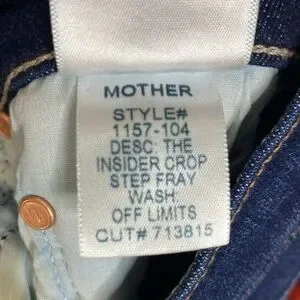 MOTHER
STYLE#
1157-104
DESC: THE
INSIDER CROP
STEP FRAY
WASH:
OFF LIMITS
CUT# 713815